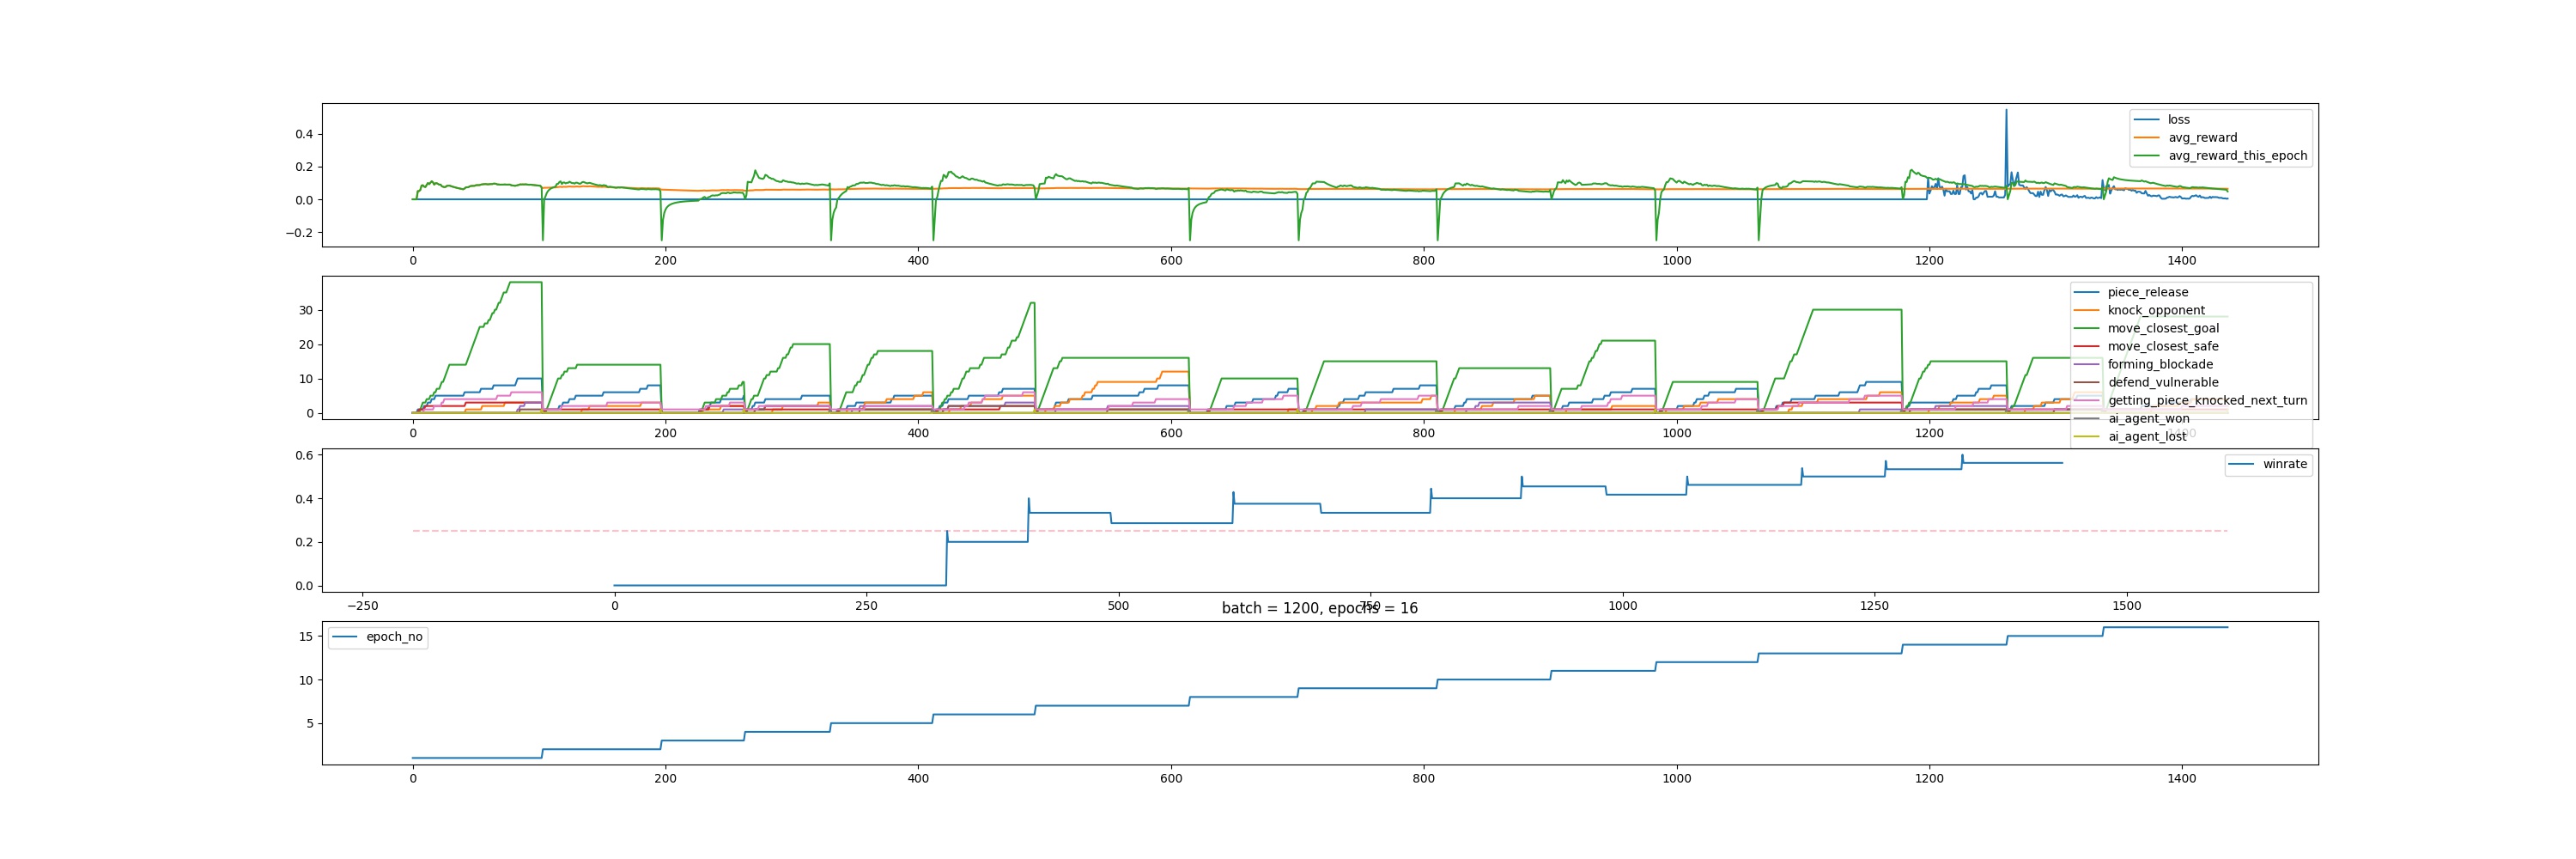 0.4
0.2
0.0
−0.2
loss
avg_reward
avg_reward_this_epoch
0 200 400 600 800 1000 1200 1400
30
20
10
0
piece_release
knock_opponent
move_closest_goal
move_closest_safe
forming_blockade
defend_vulnerable
getting_piece_knocked_next_turn
ai_agent_won
ai_agent_lost
0 200 400 600 800 1000 1200 1400
0.6
0.4
0.2
0.0
winrate
−250 0 250 500 750 1000 1250 1500
batch = 1200, epochs = 16
15
10
5
epoch_no
0 200 400 600 800 1000 1200 1400